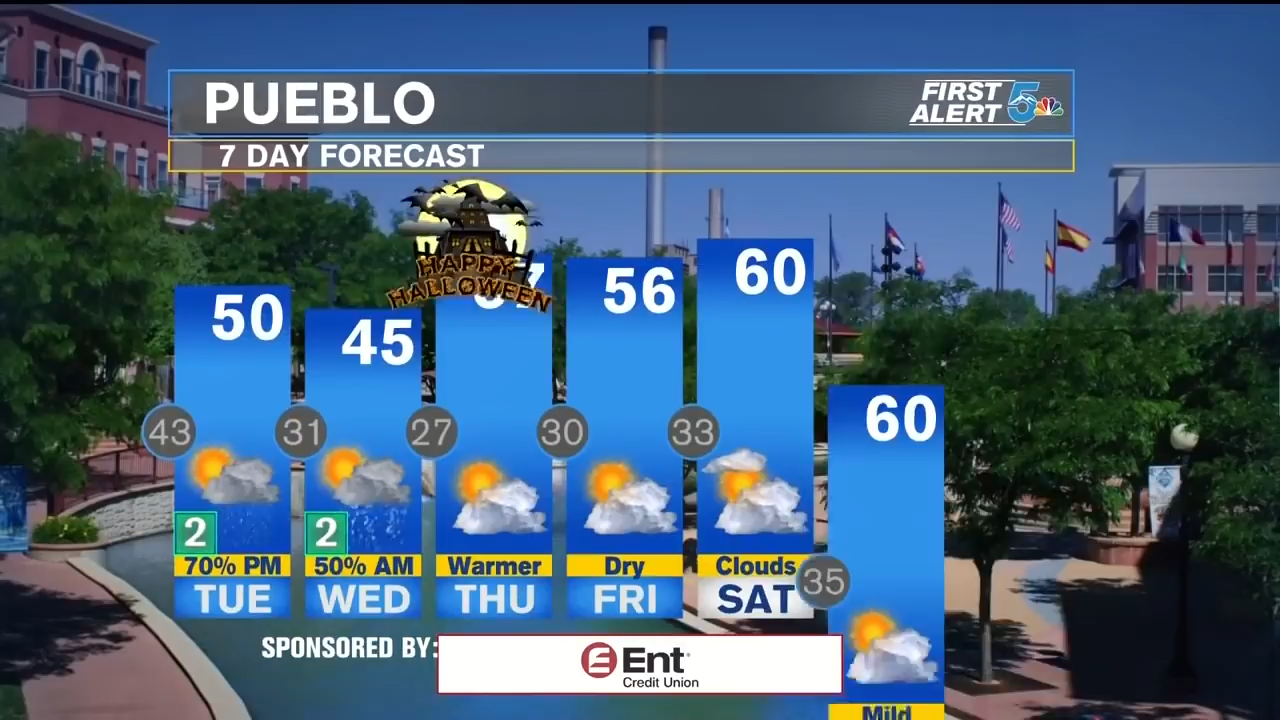 PUEBLO
FIRST
ALERT 5
7 DAY FORECAST
HAPPY
HALLOWEEN
50
45
56
60
60
43
31
27
30
33
35
2
2
70% PM
50% AM
Warmer
Dry
Clouds
TUE
WED
THU
FRI
SAT
Mild
SPONSORED BY:
Ent
Credit Union